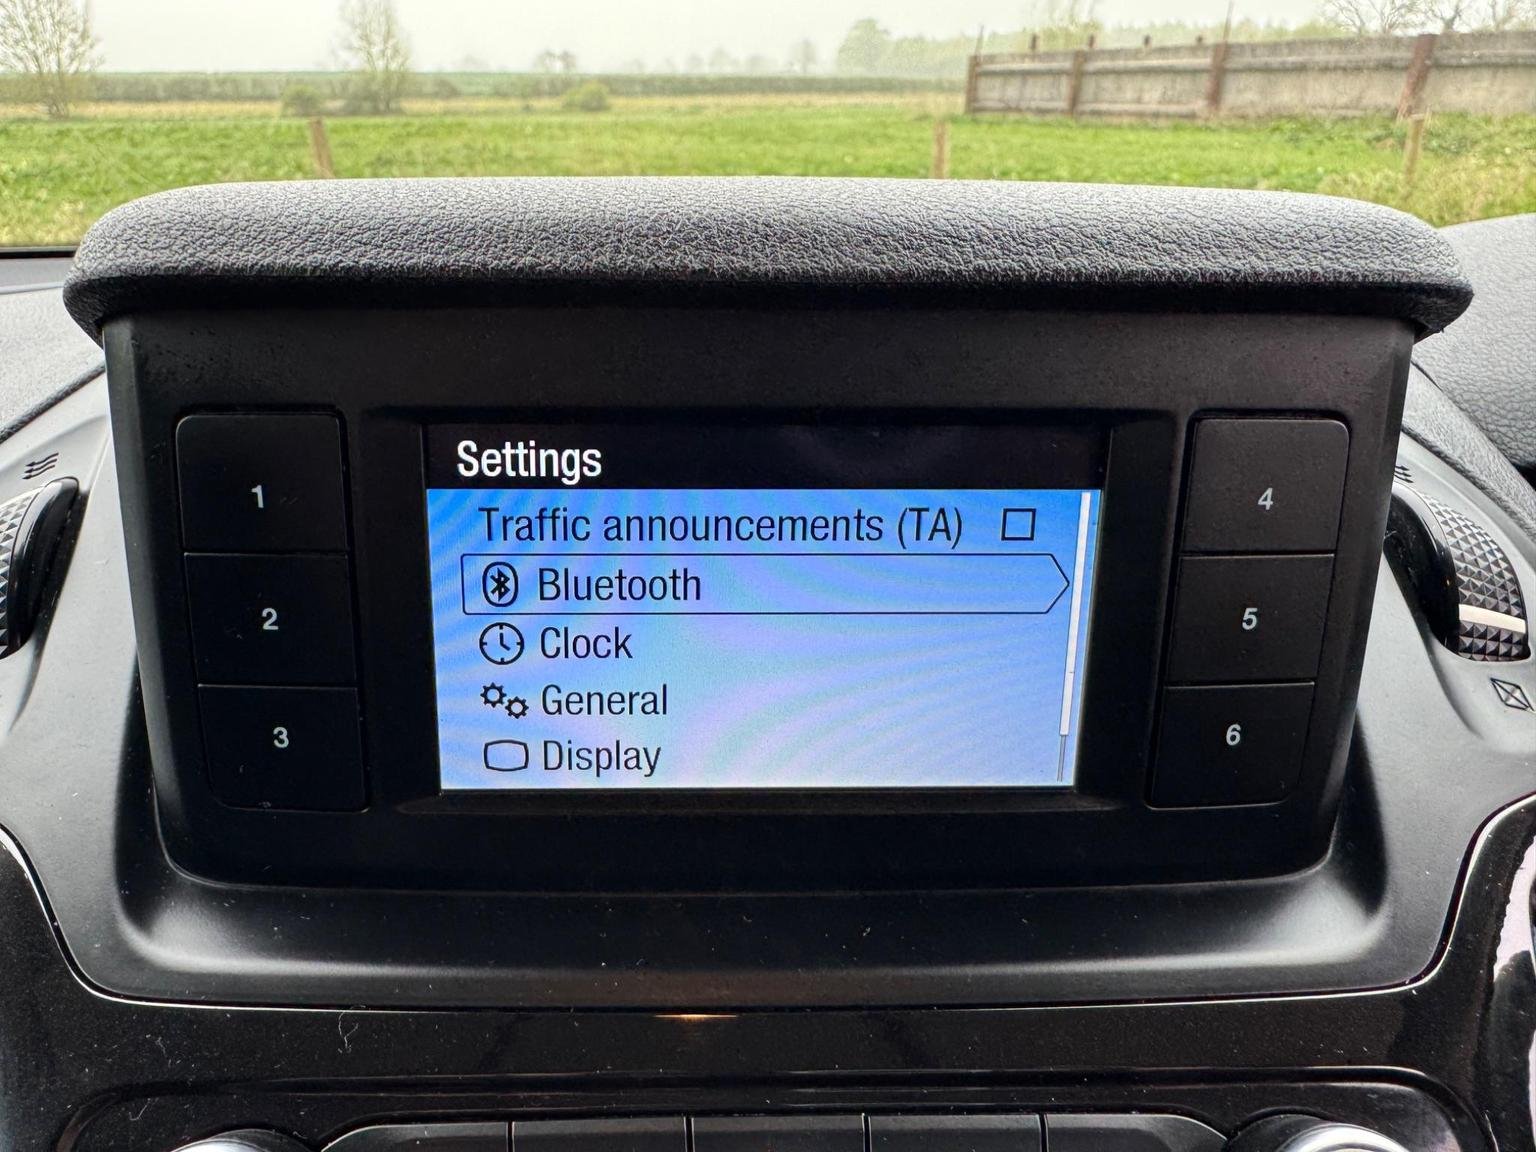 Settings
Traffic announcements (TA)
Bluetooth
Clock
General
Display
1
2
3
4
5
6